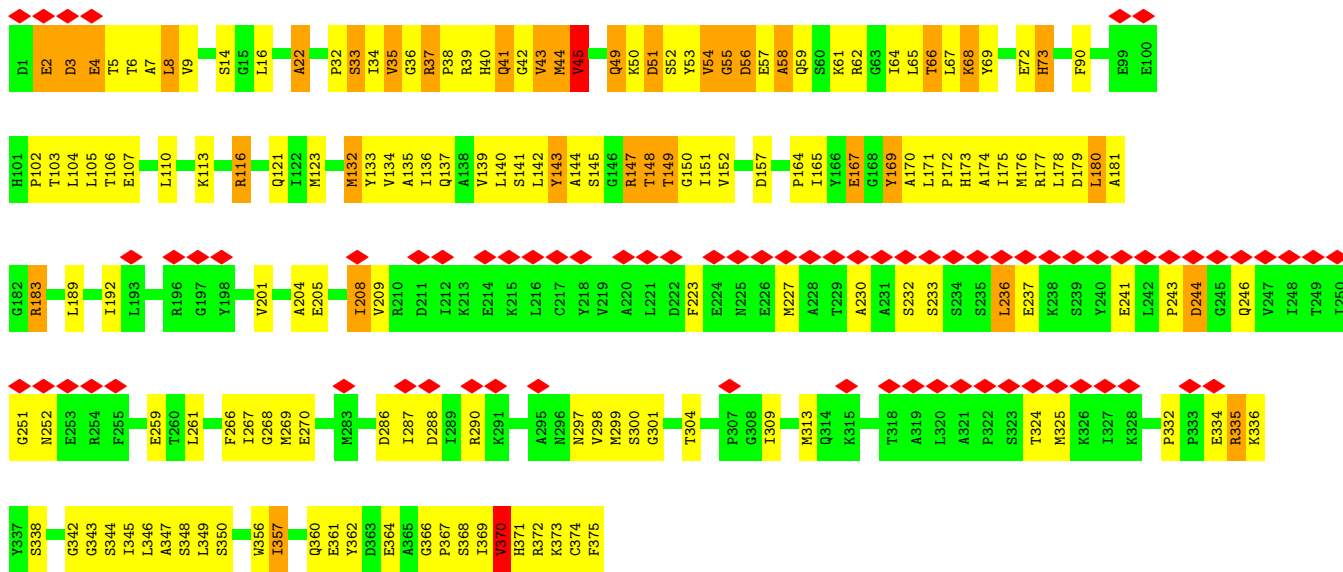 D1 E2 D3 E4 T5 T6 A7 L8 V9 S14 G15 L16 A22 P32 S33 I34 V35 G36 R37 P38 R39 H40 Q41 G42 V43 M44 V45 Q49 K50 D51 S52 Y53 V54 G55 D56 E57 A58 Q59 S60 K61 R62 G63 I64 L65 T66 L67 K68 Y69 E72 H73 F90 E99 E100
H101 P102 T103 L104 L105 T106 E107 L110 K113 R116 Q121 I122 M123 M132 Y133 V134 A135 I136 Q137 A138 V139 L140 S141 L142 Y143 A144 S145 G146 R147 T148 T149 G150 I151 V152 D157 P164 I165 Y166 E167 G168 Y169 A170 L171 P172 H173 A174 I175 M176 R177 L178 D179 L180 A181
G182 R183 L189 I192 L193 R196 G197 Y198 V201 A204 E205 I208 V209 R210 D211 I212 K213 E214 K215 L216 C217 Y218 V219 A220 L221 D222 F223 E224 N225 E226 M227 A228 T229 A230 A231 S232 S233 S234 S235 L236 E237 K238 S239 Y240 E241 L242 P243 D244 G245 Q246 V247 I248 T249 I250
G251 N252 E253 R254 F255 E259 T260 L261 F266 I267 G268 M269 E270 M283 D286 I287 D288 I289 R290 K291 A295 N296 N297 V298 M299 S300 G301 T304 P307 G308 I309 M313 Q314 K315 T318 A319 L320 A321 P322 S323 T324 M325 K326 I327 K328 P332 P333 E334 R335 K336
Y337 S338 G342 G343 S344 I345 L346 A347 S348 L349 S350 W356 I357 Q360 E361 Y362 D363 E364 A365 G366 P367 S368 I369 V370 H371 R372 K373 C374 F375